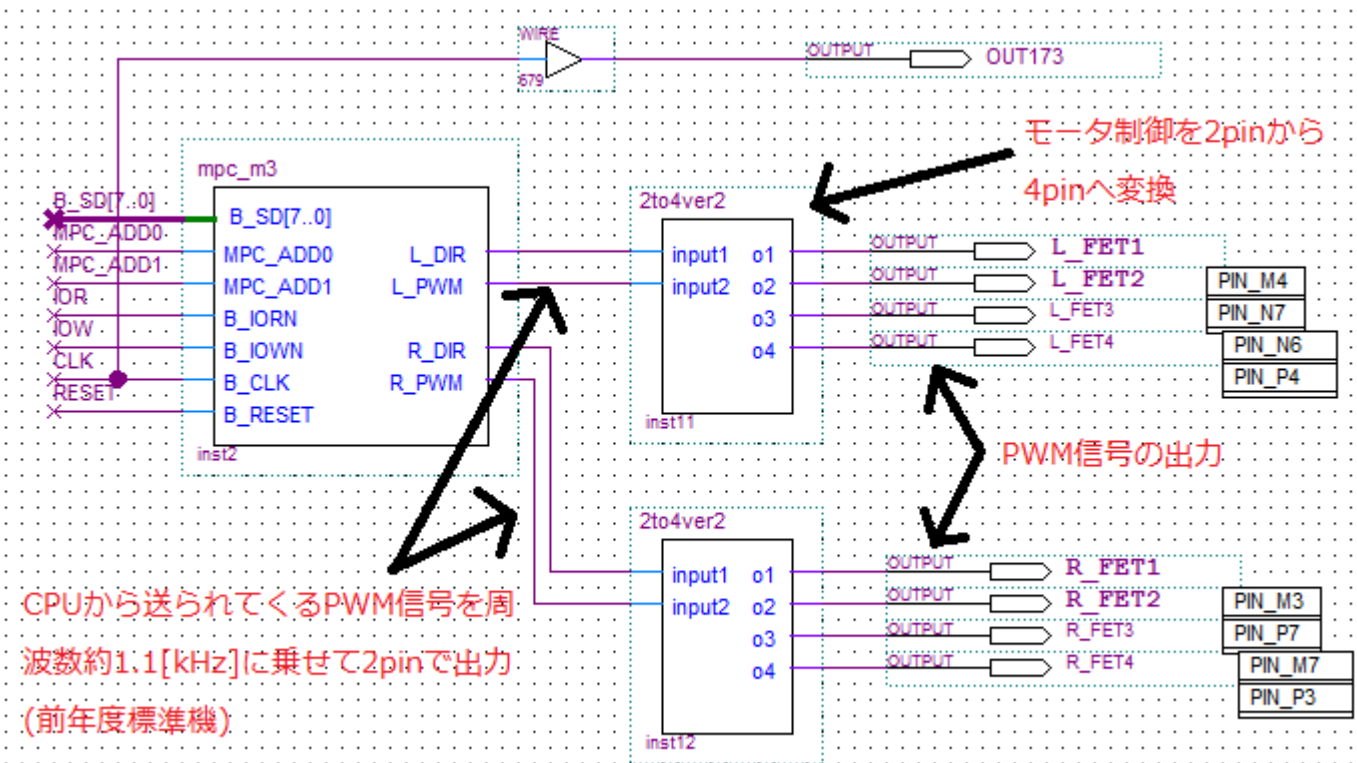 WIRE
679
OUTPUT
OUT173
モータ制御を2pinから
4pinへ変換
mpc_m3
B_SD[7..0]
MPC_ADD0
MPC_ADD1
IOR
IOW
CLK
RESET
B_SD[7..0]
MPC_ADD0
MPC_ADD1
B_IORN
B_IOWN
B_CLK
B_RESET
L_DIR
L_PWM
R_DIR
R_PWM
inst2
2to4ver2
input1 o1
input2 o2
o3
o4
inst11
OUTPUT L_FET1
OUTPUT L_FET2
OUTPUT L_FET3
OUTPUT L_FET4
PIN_M4
PIN_N7
PIN_N6
PIN_P4
PWM信号の出力
2to4ver2
input1 o1
input2 o2
o3
o4
inst12
OUTPUT R_FET1
OUTPUT R_FET2
OUTPUT R_FET3
OUTPUT R_FET4
PIN_M3
PIN_P7
PIN_M7
PIN_P3
CPUから送られてくるPWM信号を周
波数約1.1[kHz]に乗せて2pinで出力
(前年度標準機)